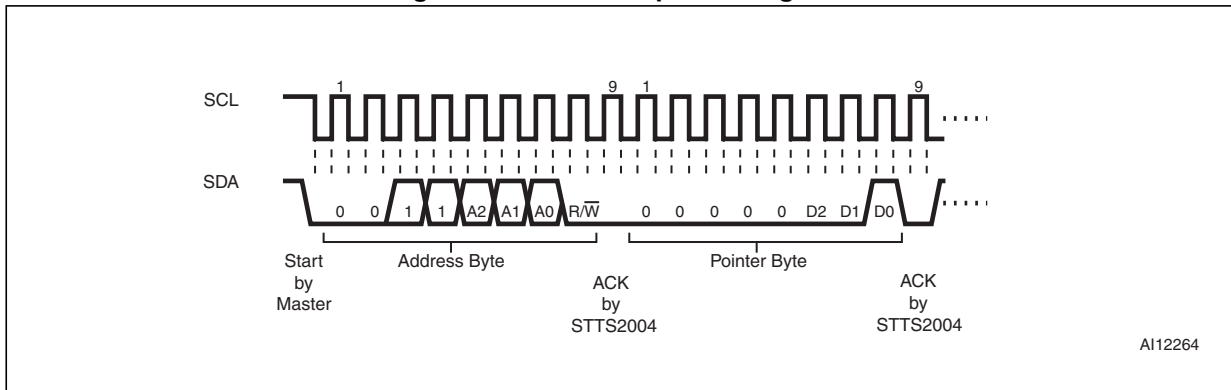 1 9 1 9
SCL
SDA
0 0 1 1 A2 A1 A0 R/W̅ 0 0 0 0 0 D2 D1 D0
Address Byte Pointer Byte
Start
by
Master
ACK
by
STTS2004
ACK
by
STTS2004
AI12264